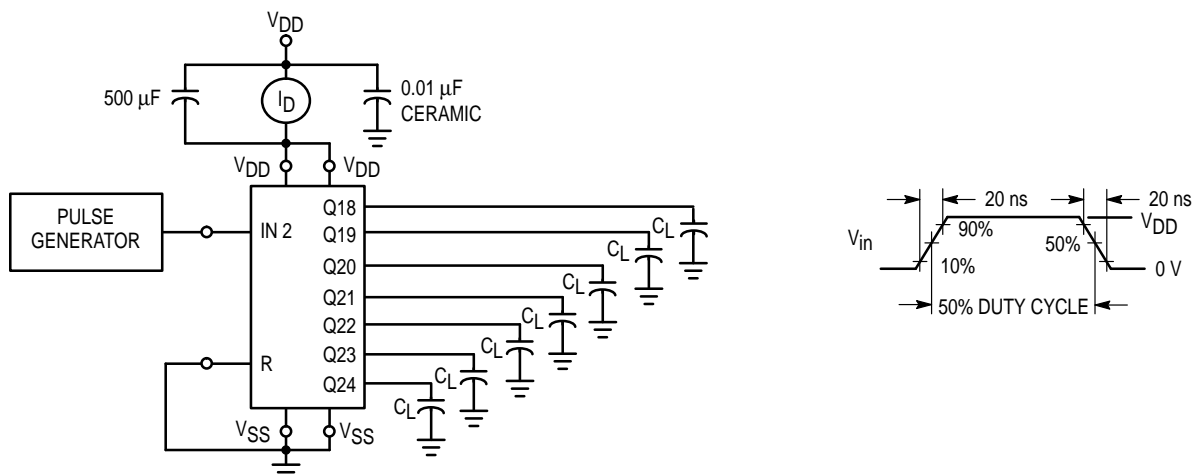 VDD
500 µF
ID
0.01 µF
CERAMIC
VDD
VDD
PULSE
GENERATOR
IN 2
R
Q18
Q19
Q20
Q21
Q22
Q23
Q24
CL
CL
CL
CL
CL
CL
CL
VSS
VSS
20 ns
20 ns
Vin
90%
10%
50%
VDD
0 V
50% DUTY CYCLE